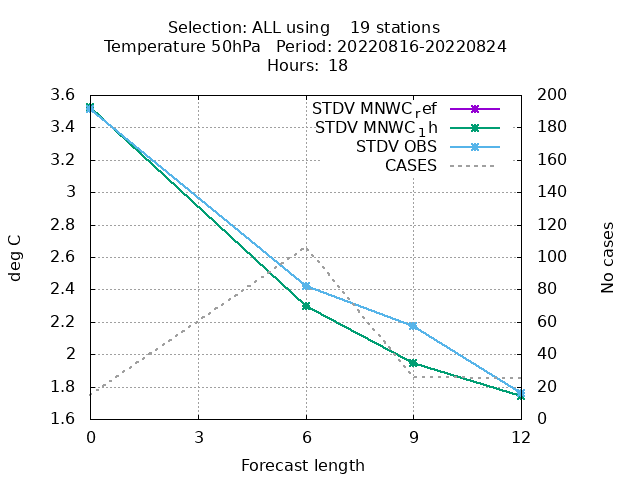 Selection: ALL using    19 stations
Temperature 50hPa   Period: 20220816-20220824
Hours: 18
STDV MNWC_ref
STDV MNWC_1h
STDV OBS
CASES
3.6
3.4
3.2
3
2.8
2.6
2.4
2.2
2
1.8
1.6
200
180
160
140
120
100
80
60
40
20
0
deg C
No cases
0 3 6 9 12
Forecast length